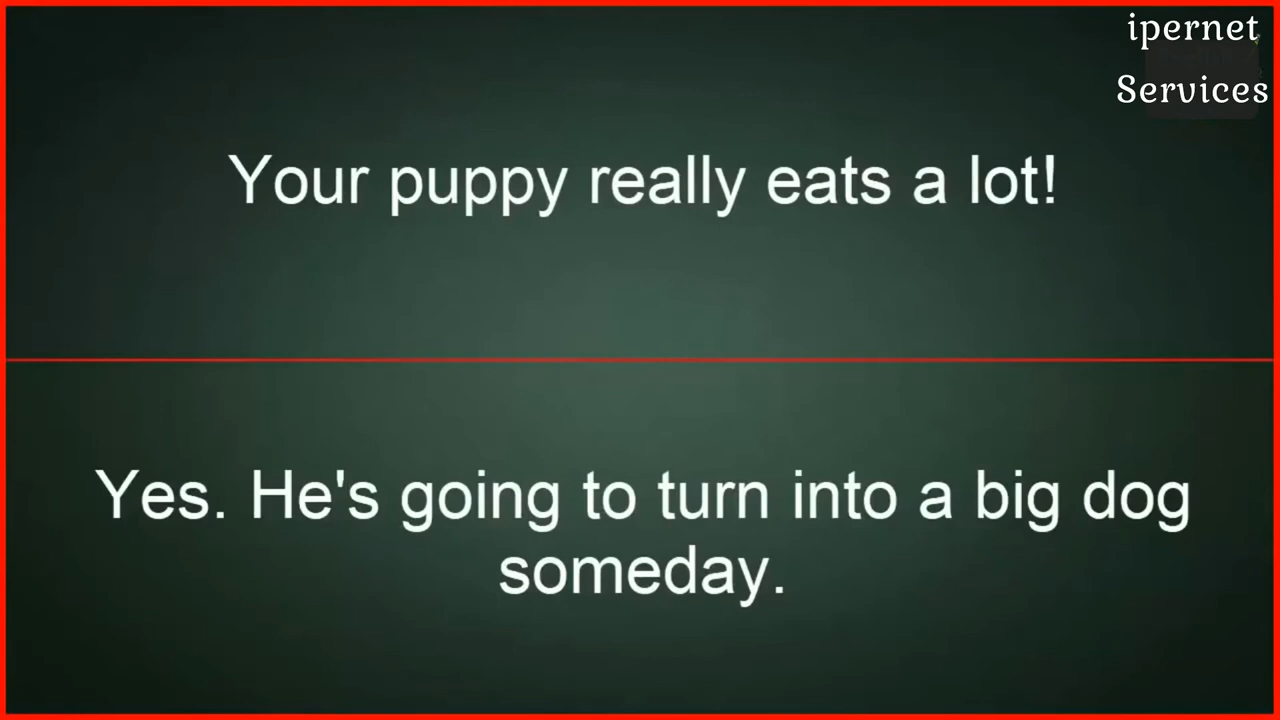 ipernet
Services
Your puppy really eats a lot!
Yes. He's going to turn into a big dog
someday.